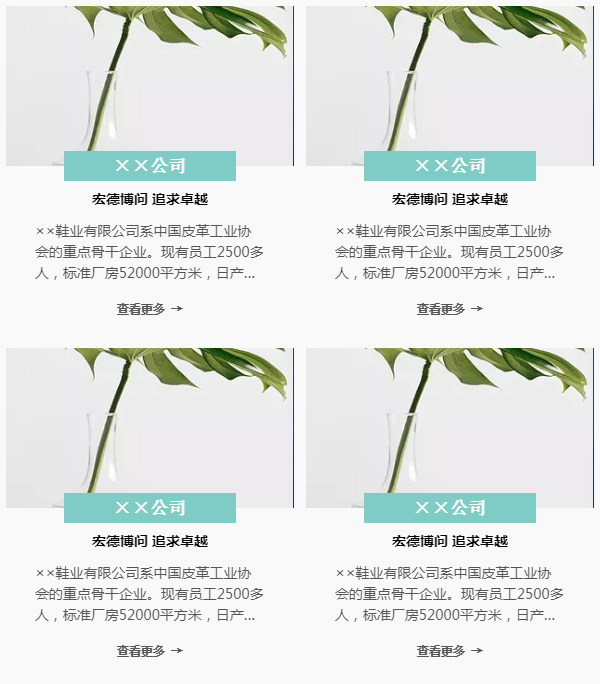 ××公司
宏德博问 追求卓越
××鞋业有限公司系中国皮革工业协
会的重点骨干企业。现有员工2500多
人，标准厂房52000平方米，日产...
查看更多 →
××公司
宏德博问 追求卓越
××鞋业有限公司系中国皮革工业协
会的重点骨干企业。现有员工2500多
人，标准厂房52000平方米，日产...
查看更多 →
××公司
宏德博问 追求卓越
××鞋业有限公司系中国皮革工业协
会的重点骨干企业。现有员工2500多
人，标准厂房52000平方米，日产...
查看更多 →
××公司
宏德博问 追求卓越
××鞋业有限公司系中国皮革工业协
会的重点骨干企业。现有员工2500多
人，标准厂房52000平方米，日产...
查看更多 →